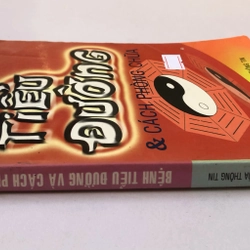 TIỂU
ĐƯỜNG
& CÁCH PHÒNG CHỮA
BỆNH TIỂU ĐƯỜNG VÀ CÁCH
THÔNG TIN